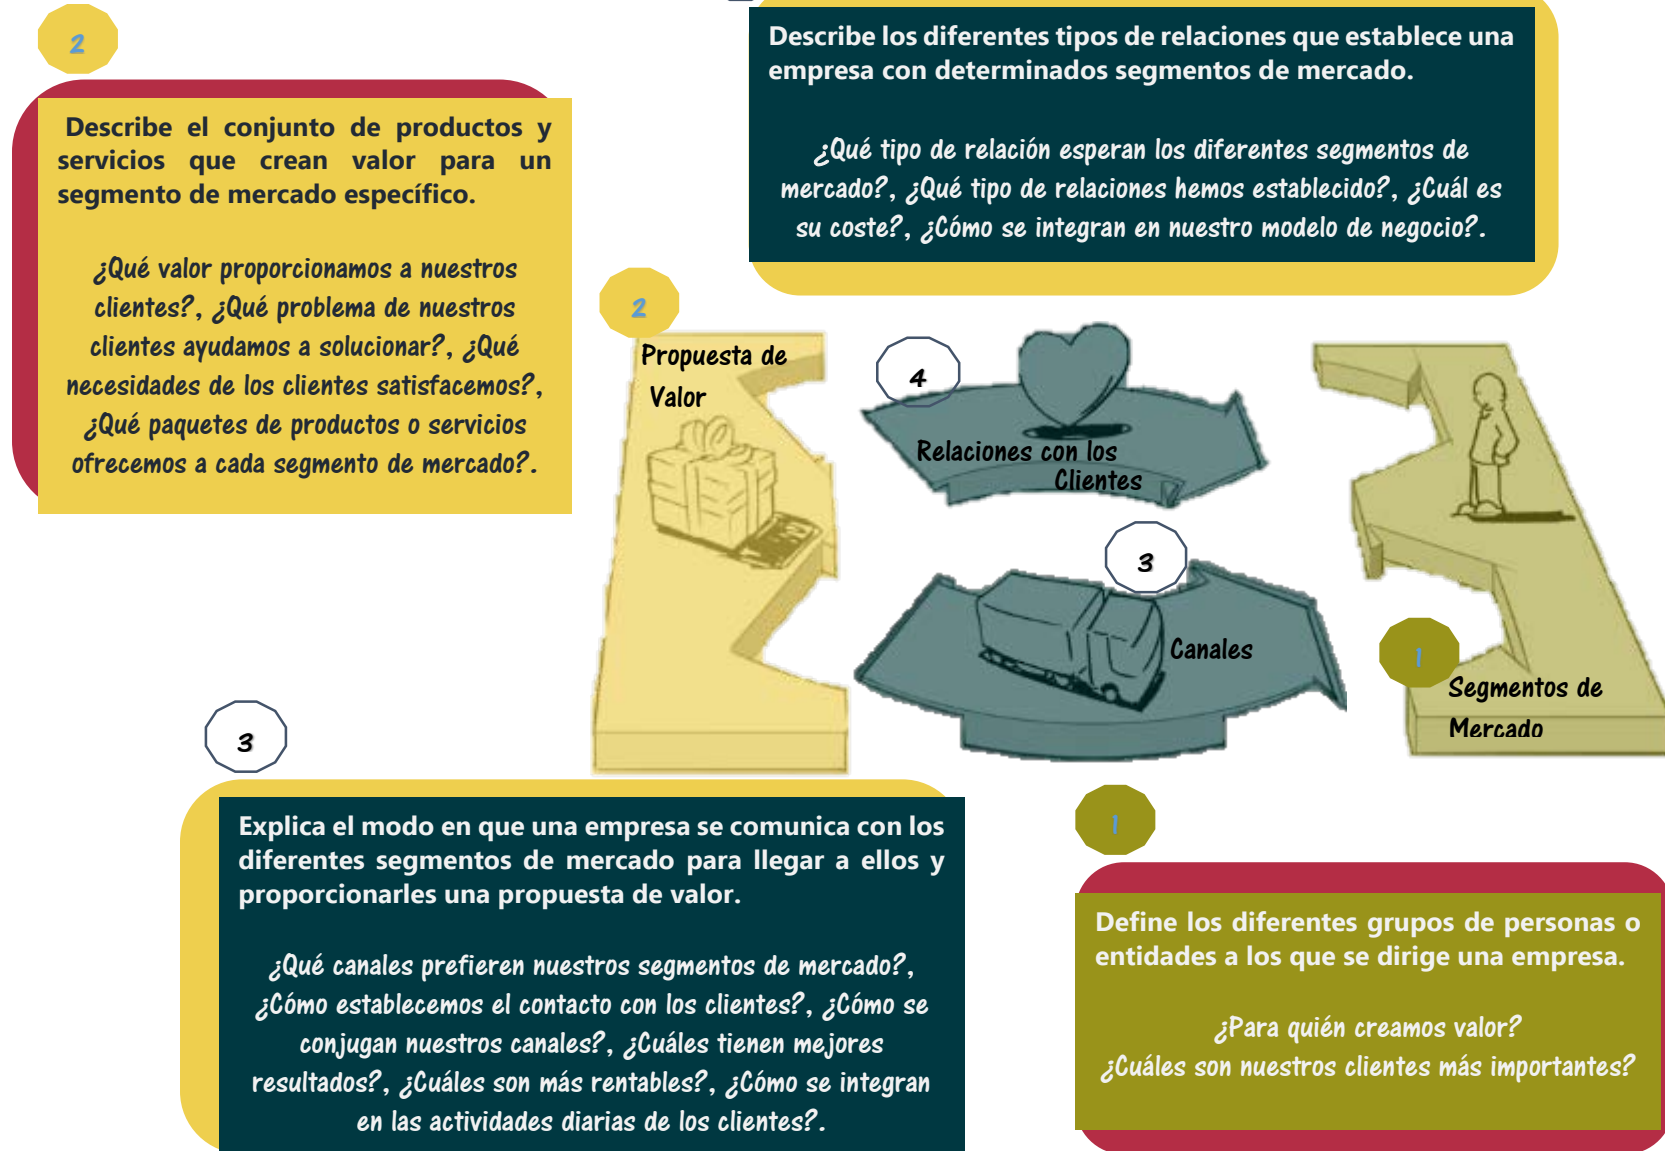 2
Describe el conjunto de productos y
servicios que crean valor para un
segmento de mercado específico.
¿Qué valor proporcionamos a nuestros
clientes?, ¿Qué problema de nuestros
clientes ayudamos a solucionar?, ¿Qué
necesidades de los clientes satisfacemos?,
¿Qué paquetes de productos o servicios
ofrecemos a cada segmento de mercado?.
Describe los diferentes tipos de relaciones que establece una
empresa con determinados segmentos de mercado.
¿Qué tipo de relación esperan los diferentes segmentos de
mercado?, ¿Qué tipo de relaciones hemos establecido?, ¿Cuál es
su coste?, ¿Cómo se integran en nuestro modelo de negocio?.
2
Propuesta de
Valor
4
Relaciones con los
Clientes
3
Canales
1
Segmentos de
Mercado
3
Explica el modo en que una empresa se comunica con los
diferentes segmentos de mercado para llegar a ellos y
proporcionarles una propuesta de valor.
¿Qué canales prefieren nuestros segmentos de mercado?,
¿Cómo establecemos el contacto con los clientes?, ¿Cómo se
conjugan nuestros canales?, ¿Cuáles tienen mejores
resultados?, ¿Cuáles son más rentables?, ¿Cómo se integran
en las actividades diarias de los clientes?.
1
Define los diferentes grupos de personas o
entidades a los que se dirige una empresa.
¿Para quién creamos valor?
¿Cuáles son nuestros clientes más importantes?